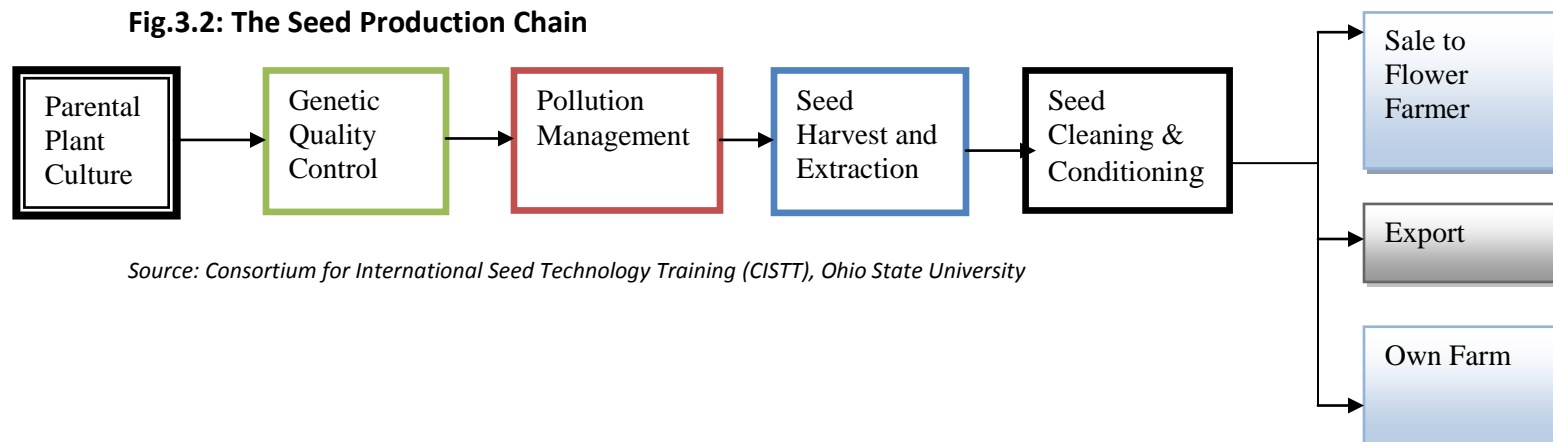 Fig.3.2: The Seed Production Chain
Parental
Plant
Culture
Genetic
Quality
Control
Pollution
Management
Seed
Harvest and
Extraction
Seed
Cleaning &
Conditioning
Sale to
Flower
Farmer
Export
Own Farm
Source: Consortium for International Seed Technology Training (CISTT), Ohio State University